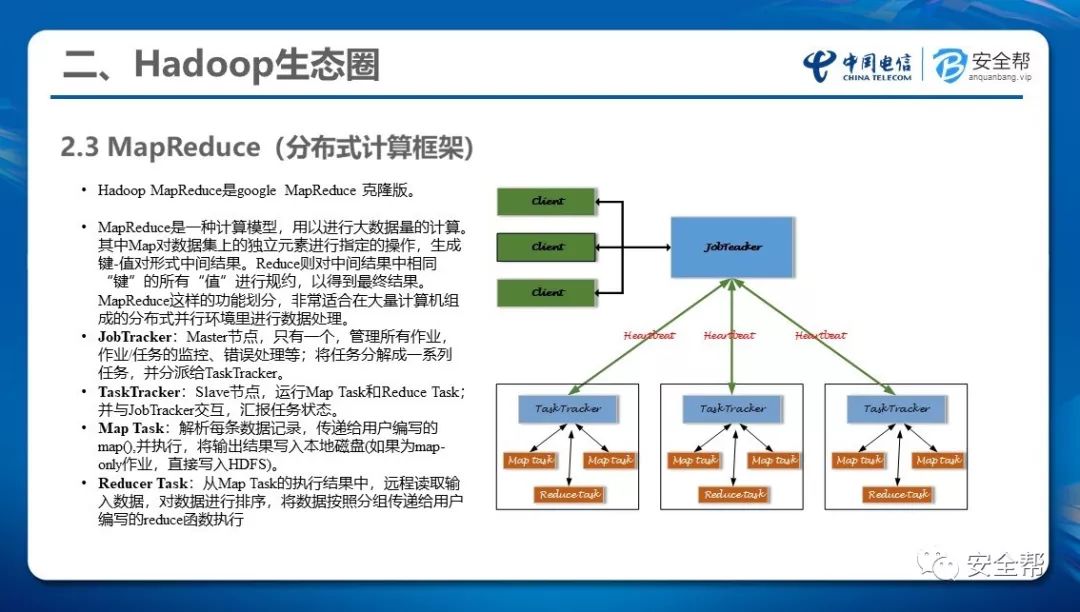 二、Hadoop生态圈
中国电信
CHINA TELECOM
安全帮
anquanbang.vip
2.3 MapReduce（分布式计算框架）
• Hadoop MapReduce是google MapReduce 克隆版。
• MapReduce是一种计算模型，用以进行大数据量的计算。
其中Map对数据集上的独立元素进行指定的操作，生成
键-值对形式中间结果。Reduce则对中间结果中相同
“键”的所有“值”进行规约，以得到最终结果。
MapReduce这样的功能划分，非常适合在大量计算机组
成的分布式并行环境里进行数据处理。
• JobTracker：Master节点，只有一个，管理所有作业，
作业/任务的监控、错误处理等；将任务分解成一系列
任务，并分派给TaskTracker。
• TaskTracker：Slave节点，运行Map Task和Reduce Task；
并与JobTracker交互，汇报任务状态。
• Map Task：解析每条数据记录，传递给用户编写的
map(),并执行，将输出结果写入本地磁盘(如果为map-
only作业，直接写入HDFS)。
• Reducer Task：从Map Task的执行结果中，远程读取输
入数据，对数据进行排序，将数据按照分组传递给用户
编写的reduce函数执行
Client
Client
Client
JobTeacker
Heartbeat
Heartbeat
Heartbeat
TaskTracker
Map task
Map task
Reduce task
TaskTracker
Map task
Map task
Reduce task
TaskTracker
Map task
Map task
Reduce task
安全帮